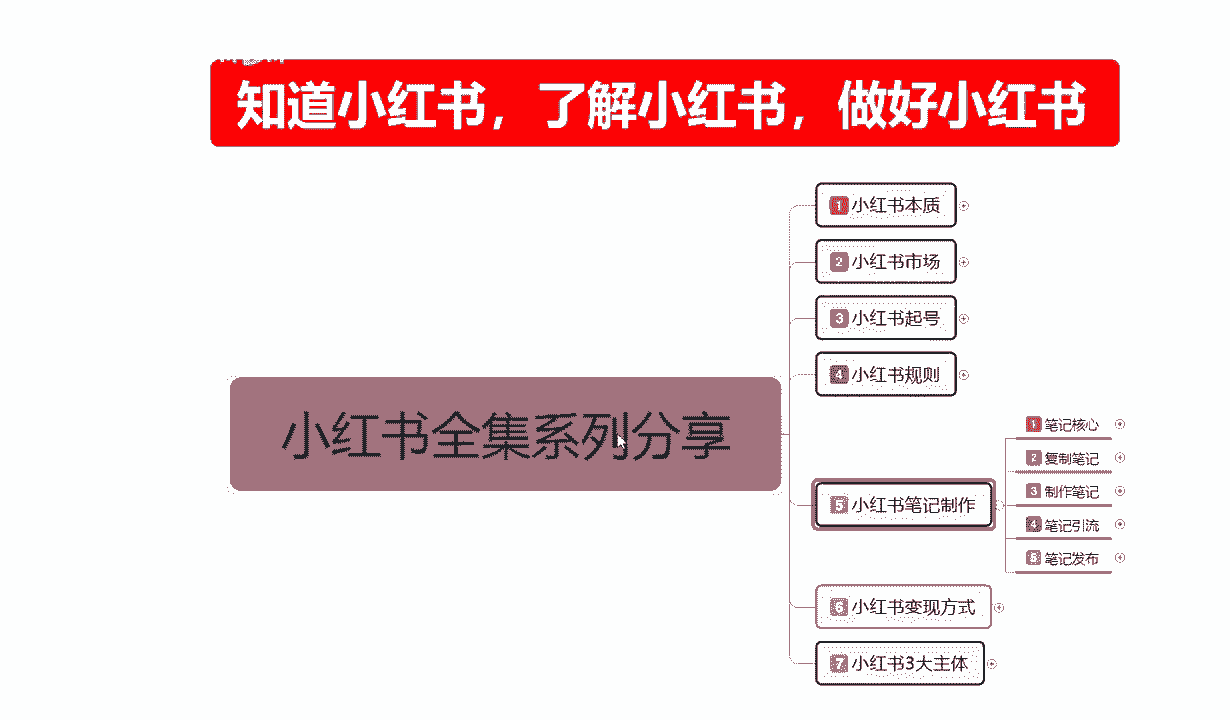 知道小红书，了解小红书，做好小红书
小红书全集系列分享
1 小红书本质
2 小红书市场
3 小红书起号
4 小红书规则
5 小红书笔记制作
1 笔记核心
2 复制笔记
3 制作笔记
4 笔记引流
5 笔记发布
6 小红书变现方式
7 小红书3大主体